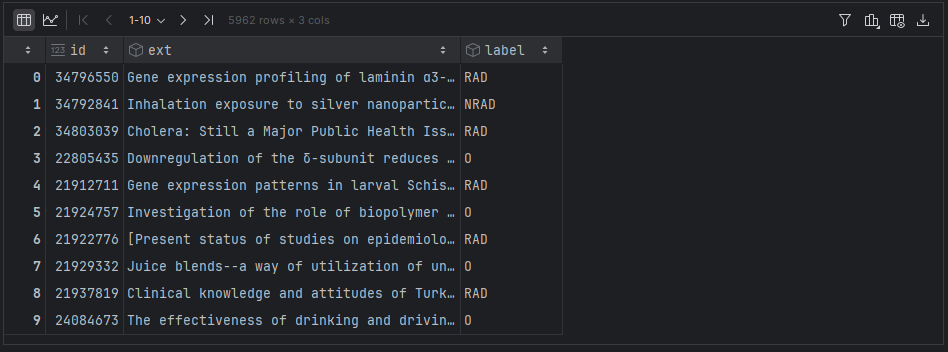 1-10 5962 rows × 3 cols
123 id ext label
0 34796550 Gene expression profiling of laminin α3-… RAD
1 34792841 Inhalation exposure to silver nanopartic… NRAD
2 34803039 Cholera: Still a Major Public Health Iss… RAD
3 22805435 Downregulation of the δ-subunit reduces … O
4 21912711 Gene expression patterns in larval Schis… RAD
5 21924757 Investigation of the role of biopolymer … O
6 21922776 [Present status of studies on epidemiolo… RAD
7 21929332 Juice blends--a way of utilization of un… O
8 21937819 Clinical knowledge and attitudes of Turk… RAD
9 24084673 The effectiveness of drinking and drivin… O